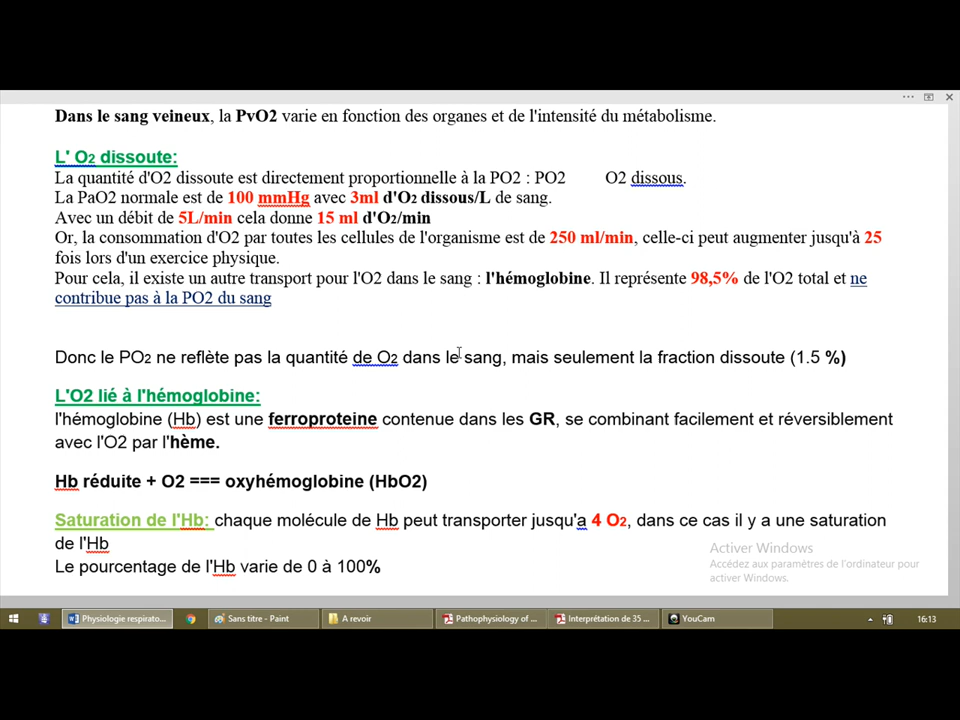 Dans le sang veineux, la PvO2 varie en fonction des organes et de l'intensité du métabolisme.
L' O2 dissoute:
La quantité d'O2 dissoute est directement proportionnelle à la PO2 : PO2 O2 dissous.
La PaO2 normale est de 100 mmHg avec 3ml d'O2 dissous/L de sang.
Avec un débit de 5L/min cela donne 15 ml d'O2/min
Or, la consommation d'O2 par toutes les cellules de l'organisme est de 250 ml/min, celle-ci peut augmenter jusqu'à 25
fois lors d'un exercice physique.
Pour cela, il existe un autre transport pour l'O2 dans le sang : l'hémoglobine. Il représente 98,5% de l'O2 total et ne
contribue pas à la PO2 du sang
Donc le PO2 ne reflète pas la quantité de O2 dans le sang, mais seulement la fraction dissoute (1.5 %)
L'O2 lié à l'hémoglobine:
l'hémoglobine (Hb) est une ferroproteine contenue dans les GR, se combinant facilement et réversiblement
avec l'O2 par l'hème.
Hb réduite + O2 === oxyhémoglobine (HbO2)
Saturation de l'Hb: chaque molécule de Hb peut transporter jusqu'a 4 O2, dans ce cas il y a une saturation
de l'Hb
Le pourcentage de l'Hb varie de 0 à 100%
Activer Windows
Accédez aux paramètres de l'ordinateur pour
activer Windows.
Physiologie respirato... Sans titre - Paint A revoir Pathophysiology of ... Interprétation de 35 ... YouCam 16:13